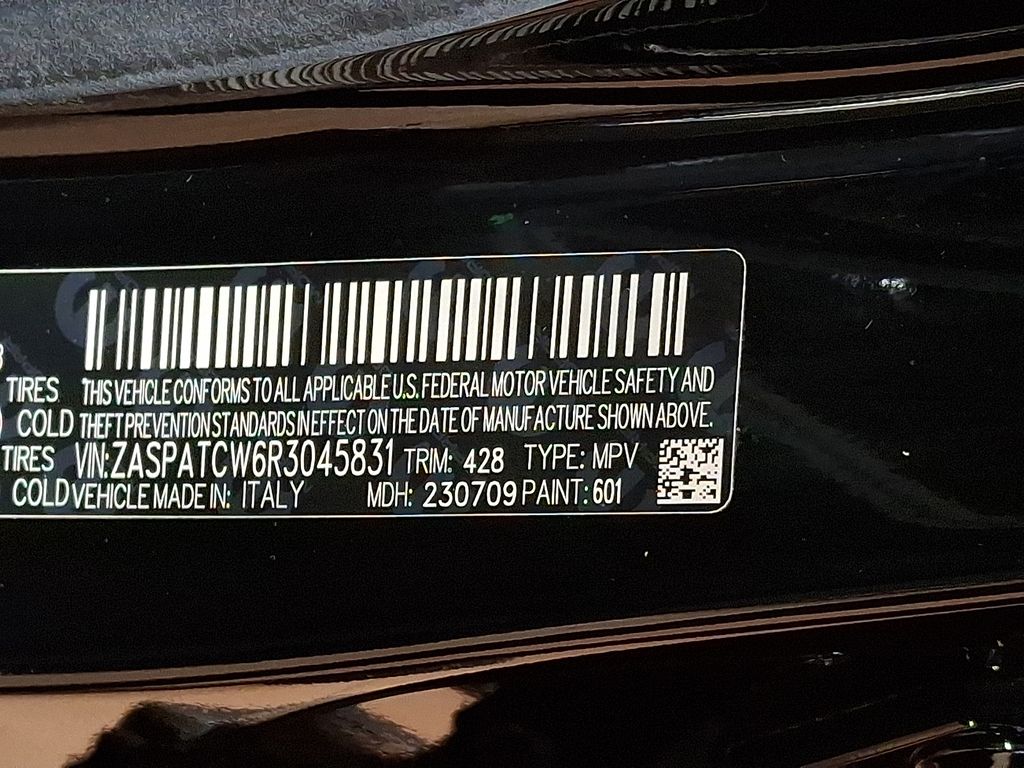 TIRES THIS VEHICLE CONFORMS TO ALL APPLICABLE U.S. FEDERAL MOTOR VEHICLE SAFETY AND
COLD THEFT PREVENTION STANDARDS IN EFFECT ON THE DATE OF MANUFACTURE SHOWN ABOVE.
TIRES VIN:ZASPATCW6R3045831 TRIM: 428 TYPE: MPV
COLD VEHICLE MADE IN: ITALY MDH: 230709 PAINT: 601